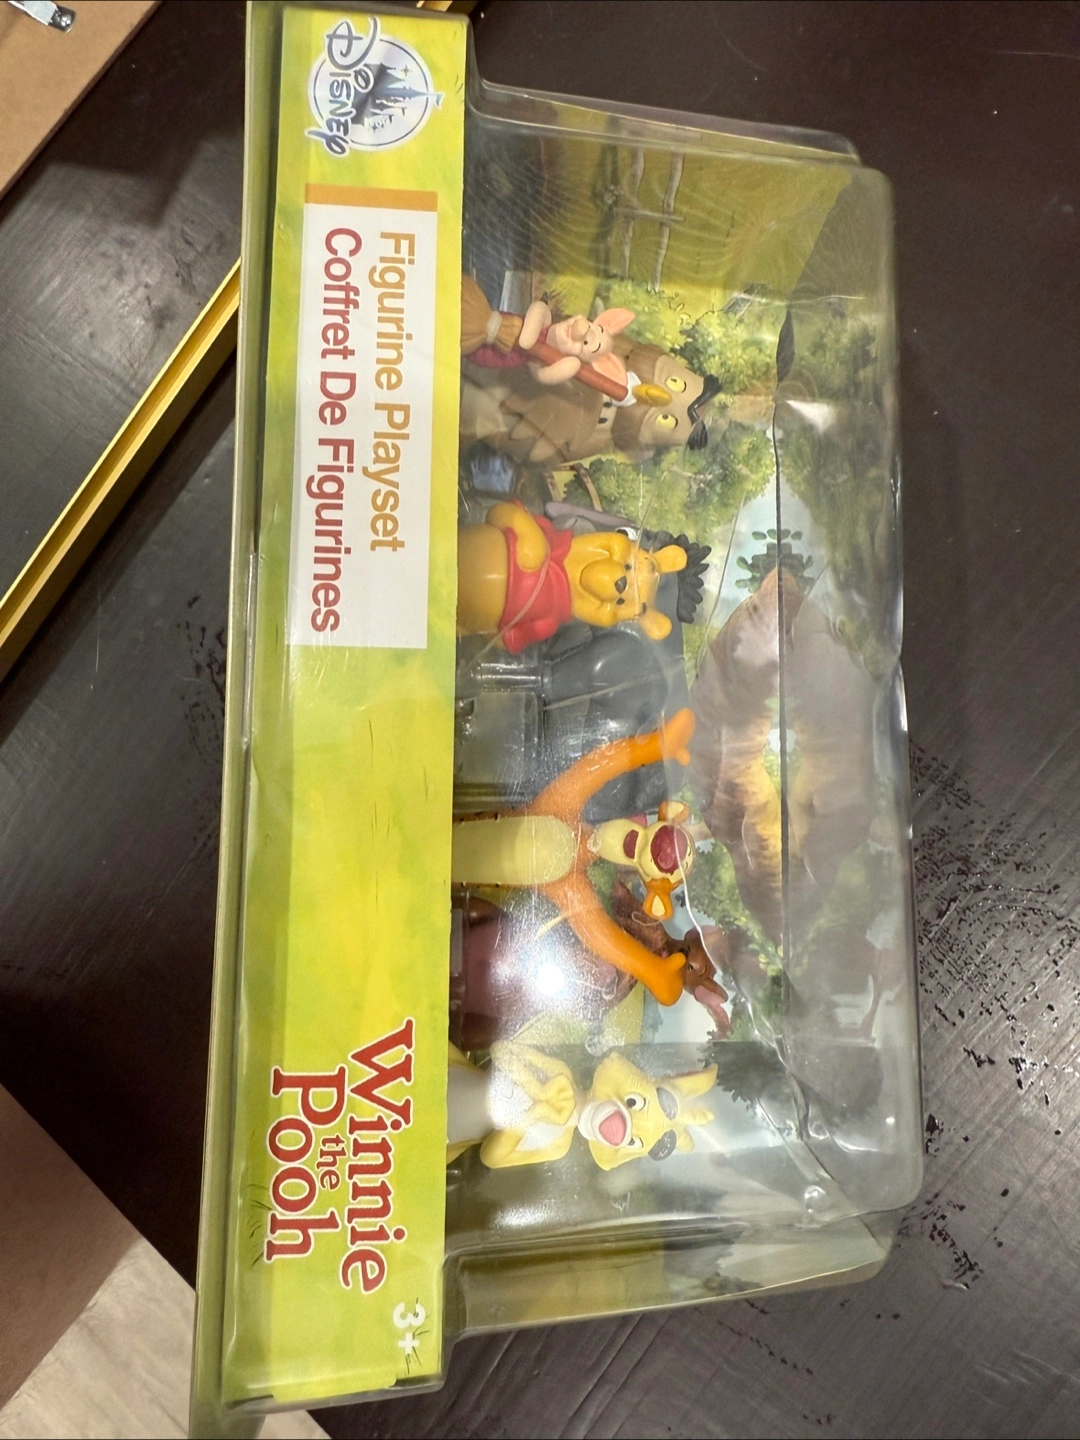 Disney
Figurine Playset
Coffret De Figurines
Winnie
the
Pooh
3+